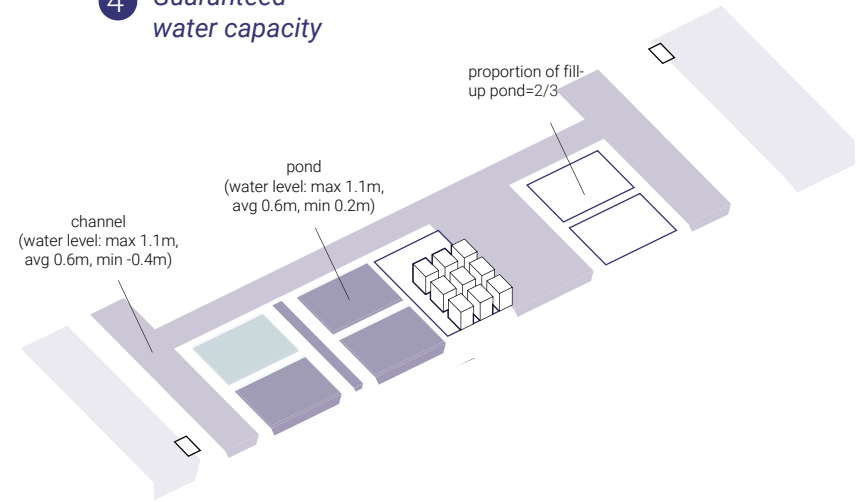 4 Guaranteed
water capacity
proportion of fill-
up pond=2/3
pond
(water level: max 1.1m,
avg 0.6m, min 0.2m)
channel
(water level: max 1.1m,
avg 0.6m, min -0.4m)